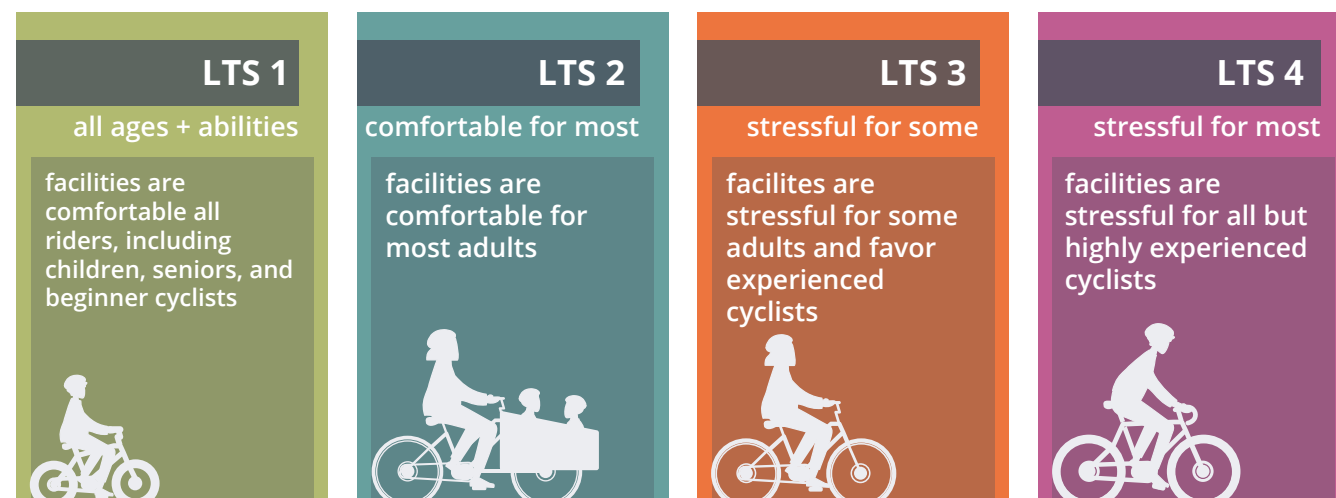 LTS 1
all ages + abilities
facilities are
comfortable all
riders, including
children, seniors, and
beginner cyclists
LTS 2
comfortable for most
facilities are
comfortable for
most adults
LTS 3
stressful for some
facilites are
stressful for some
adults and favor
experienced
cyclists
LTS 4
stressful for most
facilities are
stressful for all but
highly experienced
cyclists